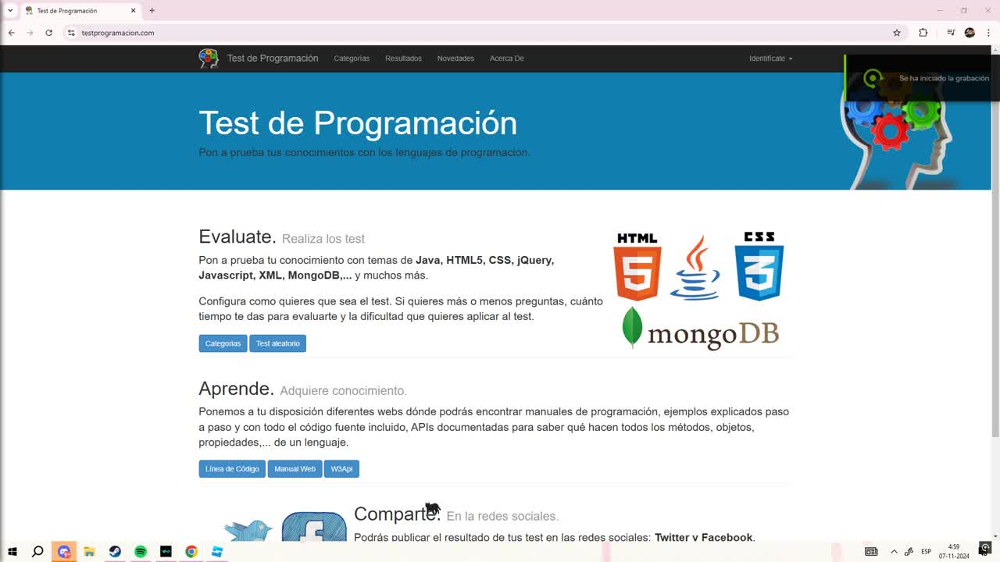 Test de Programación
testprogramacion.com
Test de Programación Categorías Resultados Novedades Acerca De Identifícate
Se ha iniciado la grabación
Test de Programación
Pon a prueba tus conocimientos con los lenguajes de programación.
Evaluate. Realiza los test
Pon a prueba tu conocimiento con temas de Java, HTML5, CSS, jQuery,
Javascript, XML, MongoDB,... y muchos más.
Configura como quieres que sea el test. Si quieres más o menos preguntas, cuánto
tiempo te das para evaluarte y la dificultad que quieres aplicar al test.
Categorias Test aleatorio
HTML
5
CSS
3
mongoDB
Aprende. Adquiere conocimiento.
Ponemos a tu disposición diferentes webs dónde podrás encontrar manuales de programación, ejemplos explicados paso
a paso y con todo el código fuente incluido, APIs documentadas para saber qué hacen todos los métodos, objetos,
propiedades,... de un lenguaje.
Línea de Código Manual Web W3Api
Comparte. En la redes sociales.
Podrás publicar el resultado de tus test en las redes sociales: Twitter y Facebook.
ESP
4:59
07-11-2024